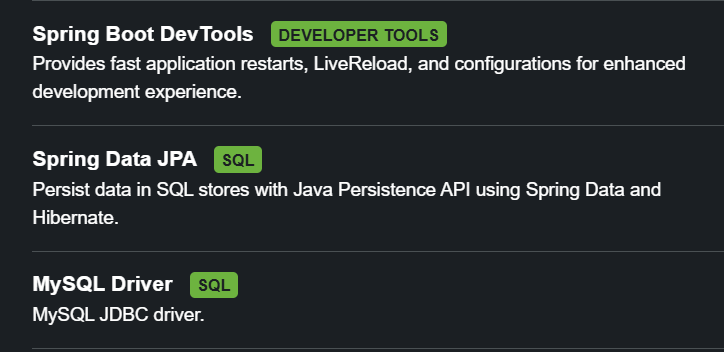 Spring Boot DevTools DEVELOPER TOOLS
Provides fast application restarts, LiveReload, and configurations for enhanced
development experience.
Spring Data JPA SQL
Persist data in SQL stores with Java Persistence API using Spring Data and
Hibernate.
MySQL Driver SQL
MySQL JDBC driver.